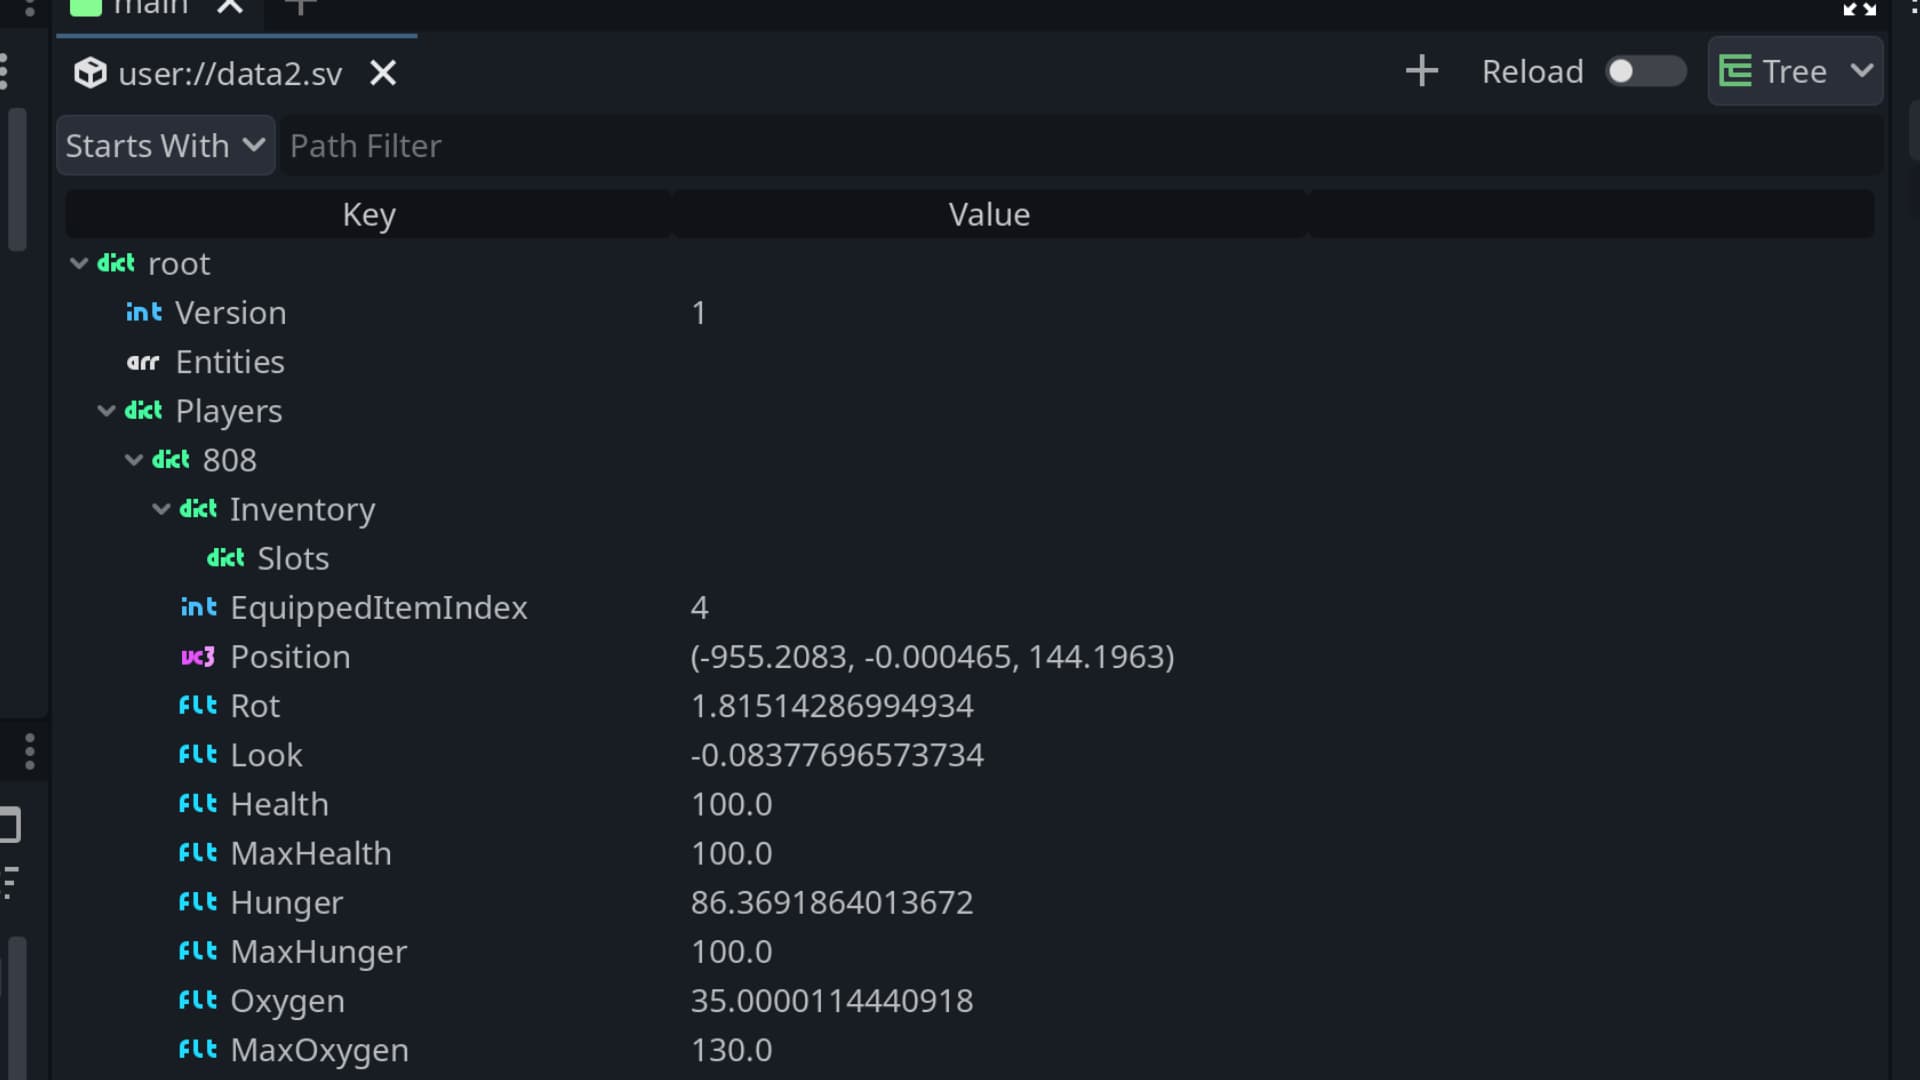 main
user://data2.sv Reload Tree
Starts With Path Filter
Key Value
dict root
int Version 1
arr Entities
dict Players
dict 808
dict Inventory
dict Slots
int EquippedItemIndex 4
vc3 Position (-955.2083, -0.000465, 144.1963)
FLt Rot 1.81514286994934
FLt Look -0.08377696573734
FLt Health 100.0
FLt MaxHealth 100.0
FLt Hunger 86.3691864013672
FLt MaxHunger 100.0
FLt Oxygen 35.0000114440918
FLt MaxOxygen 130.0